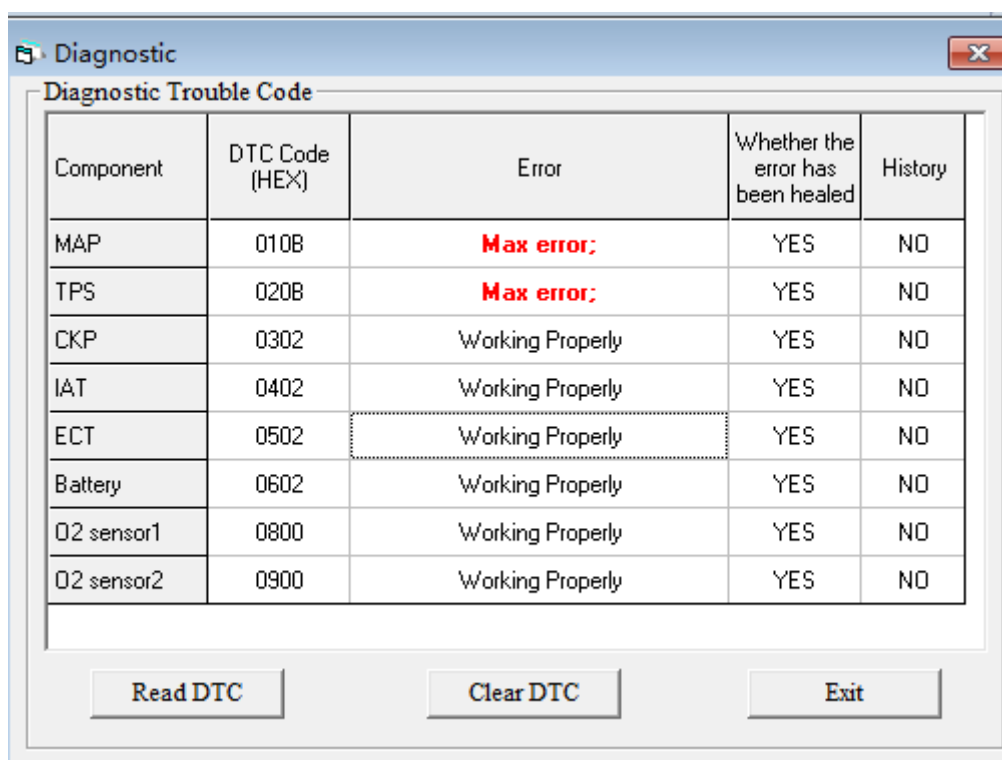 Diagnostic
Diagnostic Trouble Code
Component DTC Code (HEX) Error Whether the error has been healed History
MAP 010B Max error; YES NO
TPS 020B Max error; YES NO
CKP 0302 Working Properly YES NO
IAT 0402 Working Properly YES NO
ECT 0502 Working Properly YES NO
Battery 0602 Working Properly YES NO
O2 sensor1 0800 Working Properly YES NO
O2 sensor2 0900 Working Properly YES NO
Read DTC Clear DTC Exit